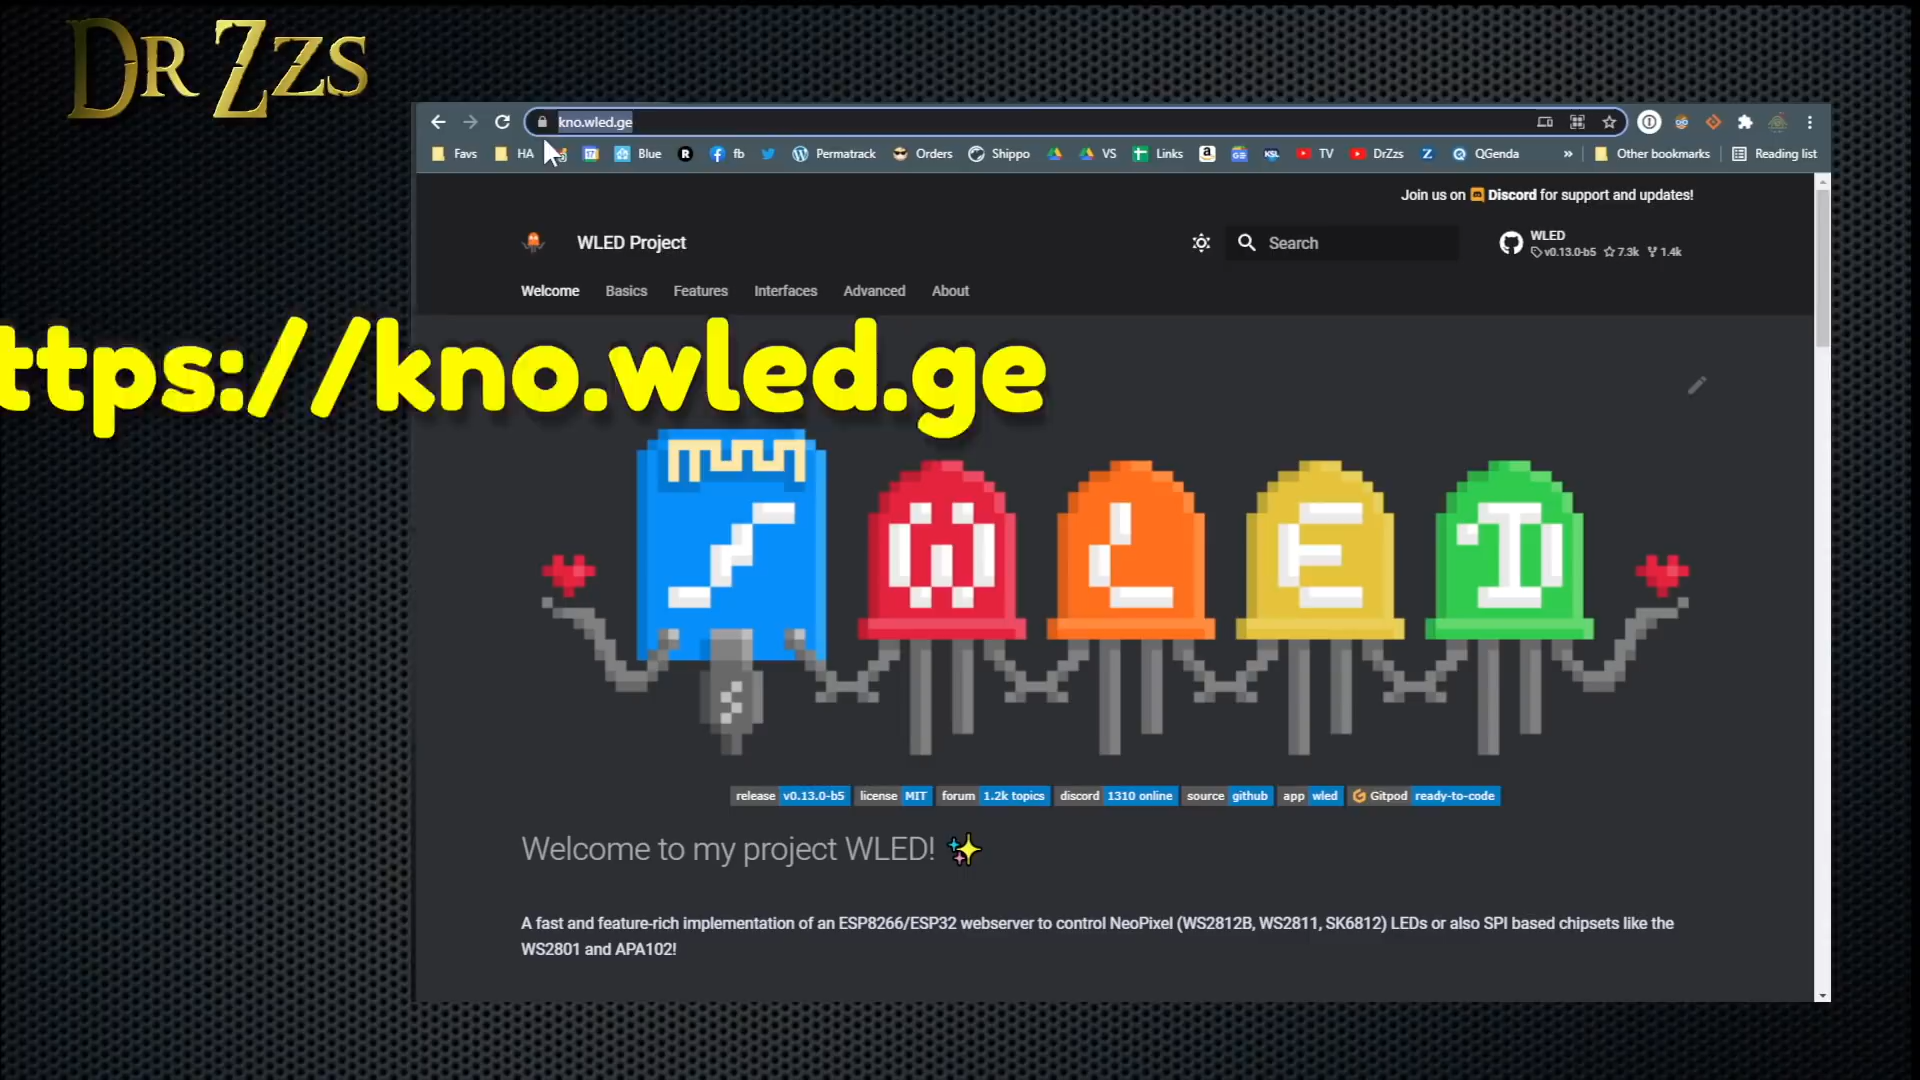 DR ZZS
kno.wled.ge
Favs HA 17 Blue R fb Permatrack Orders Shippo VS Links a GE KSL TV DrZzs Z QGenda » Other bookmarks Reading list
Join us on Discord for support and updates!
WLED Project
Search
WLED
v0.13.0-b5 7.3k 1.4k
Welcome Basics Features Interfaces Advanced About
ttps://kno.wled.ge
W L E D
release v0.13.0-b5 license MIT forum 1.2k topics discord 1310 online source github app wled Gitpod ready-to-code
Welcome to my project WLED! ✨
A fast and feature-rich implementation of an ESP8266/ESP32 webserver to control NeoPixel (WS2812B, WS2811, SK6812) LEDs or also SPI based chipsets like the
WS2801 and APA102!